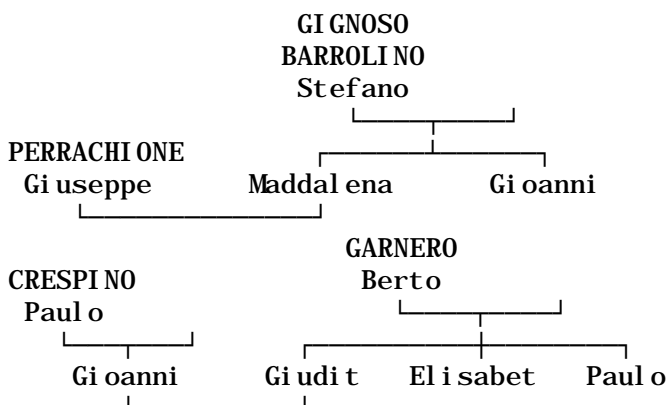 GIGNOSO
BARROLINO
Stefano
PERRACHIONE
Giuseppe Maddalena Gioanni
GARNERO
CRESPINO Berto
Paulo
Gioanni Giudit Elisabet Paulo